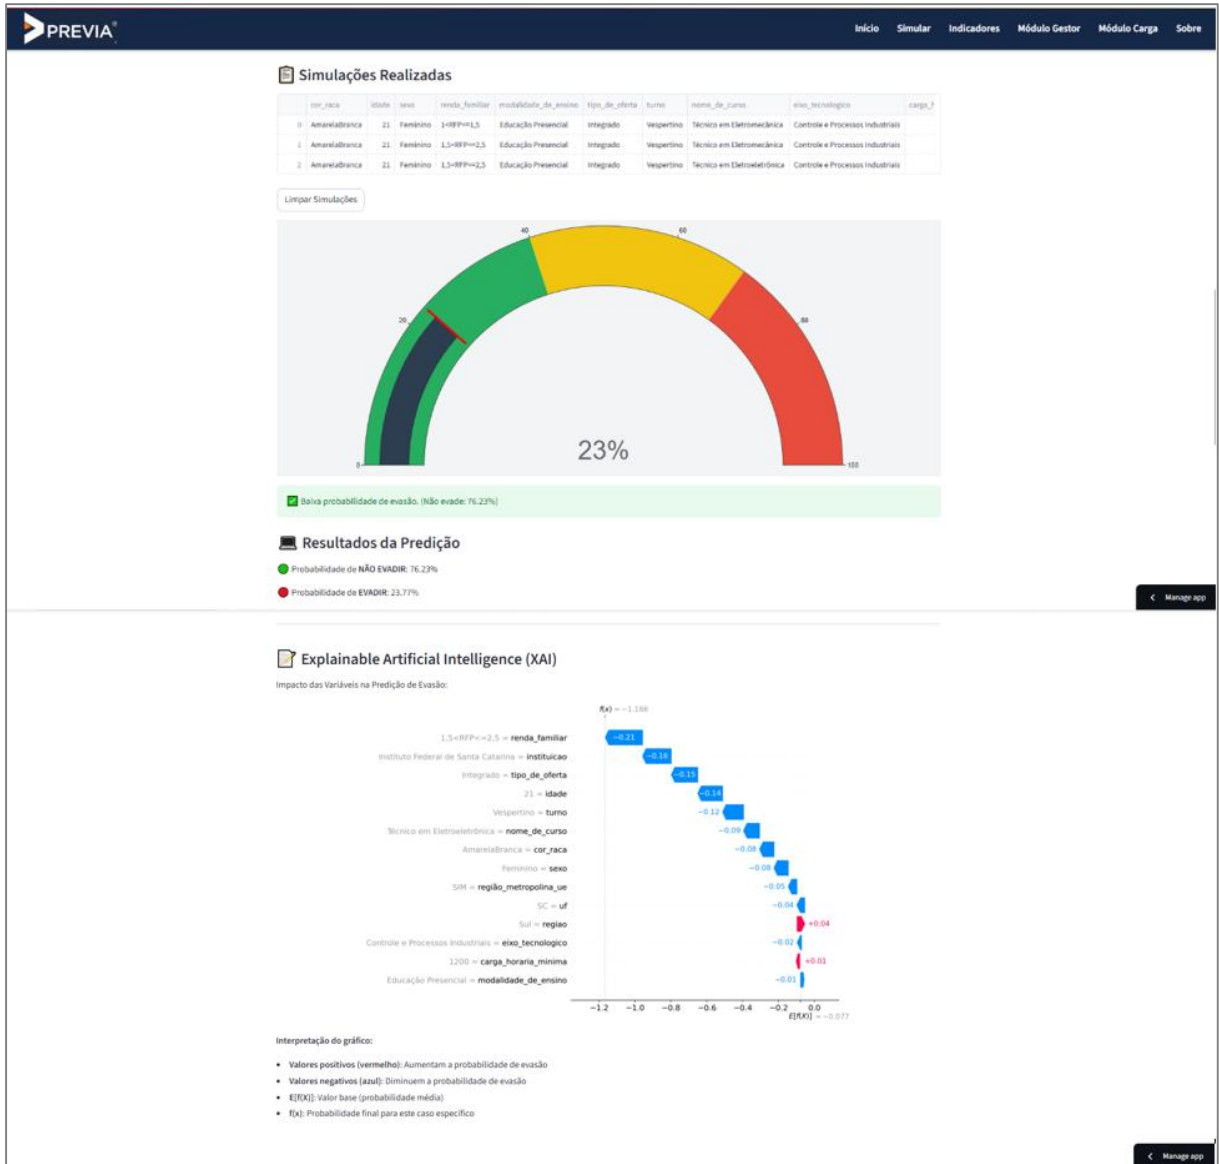 PREVIA®
Início Simular Indicadores Módulo Gestor Módulo Carga Sobre
Simulações Realizadas
cor_raca idade sexo renda_familiar modalidade_de_ensino tipo_de_oferta turno nome_de_curso eixo_tecnologico carga_h
0 AmarelaBranca 21 Feminino 1<RFP<=1,5 Educação Presencial Integrado Vespertino Técnico em Eletromecânica Controle e Processos Industriais
1 AmarelaBranca 21 Feminino 1,5<RFP<=2,5 Educação Presencial Integrado Vespertino Técnico em Eletromecânica Controle e Processos Industriais
2 AmarelaBranca 21 Feminino 1,5<RFP<=2,5 Educação Presencial Integrado Vespertino Técnico em Eletroeletrônica Controle e Processos Industriais
Limpar Simulações
0 20 40 60 80 100
23%
Baixa probabilidade de evasão. (Não evade: 76.23%)
Resultados da Predição
Probabilidade de NÃO EVADIR: 76.23%
Probabilidade de EVADIR: 23.77%
< Manage app
Explainable Artificial Intelligence (XAI)
Impacto das Variáveis na Predição de Evasão:
f(x) = −1.186
1,5<RFP<=2,5 = renda_familiar −0.21
Instituto Federal de Santa Catarina = instituicao −0.16
Integrado = tipo_de_oferta −0.15
21 = idade −0.14
Vespertino = turno −0.12
Técnico em Eletroeletrônica = nome_de_curso −0.09
AmarelaBranca = cor_raca −0.08
Feminino = sexo −0.08
SIM = região_metropolina_ue −0.05
SC = uf −0.04
Sul = regiao +0.04
Controle e Processos Industriais = eixo_tecnologico −0.02
1200 = carga_horaria_minima +0.01
Educação Presencial = modalidade_de_ensino −0.01
−1.2 −1.0 −0.8 −0.6 −0.4 −0.2 0.0
E[f(X)] = −0.077
Interpretação do gráfico:
• Valores positivos (vermelho): Aumentam a probabilidade de evasão
• Valores negativos (azul): Diminuem a probabilidade de evasão
• E[f(X)]: Valor base (probabilidade média)
• f(x): Probabilidade final para este caso específico
< Manage app